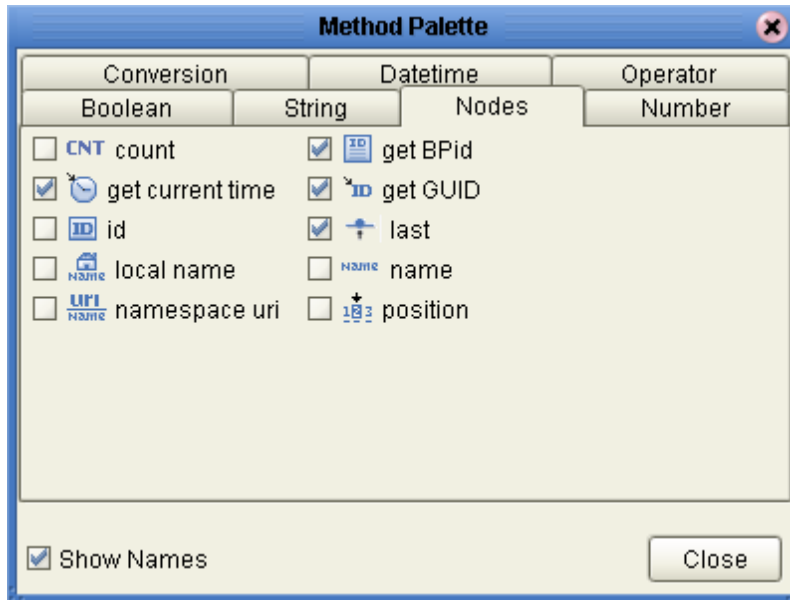 Method Palette
Conversion Datetime Operator
Boolean String Nodes Number
CNT count ID get BPid
get current time ID get GUID
ID id last
Name local name Name name
uri Name namespace uri 123 position
Show Names Close